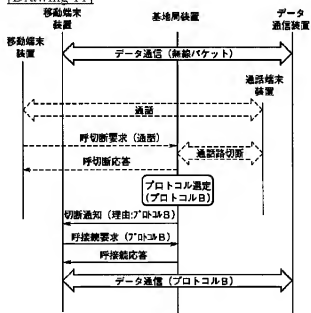 [Drawing 11]
移動端末
装置
基地局装置
データ
通信装置
移動端末
装置
データ通信(無線パケット)
通話端末
装置
通話
呼切断要求(通話)
通話路切断
呼切断応答
プロトコル選定
(プロトコルB)
切断通知(理由:プロトコルB)
呼接続要求(プロトコルB)
呼接続応答
データ通信(プロトコルB)